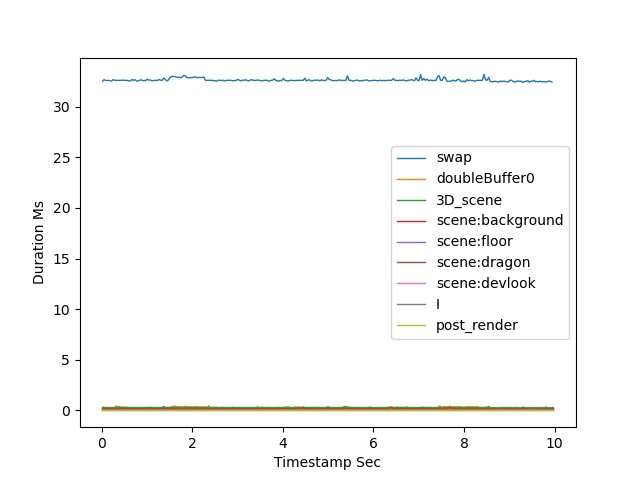 30
25
20
15
10
5
0
Duration Ms
swap
doubleBuffer0
3D_scene
scene:background
scene:floor
scene:dragon
scene:devlook
I
post_render
0 2 4 6 8 10
Timestamp Sec